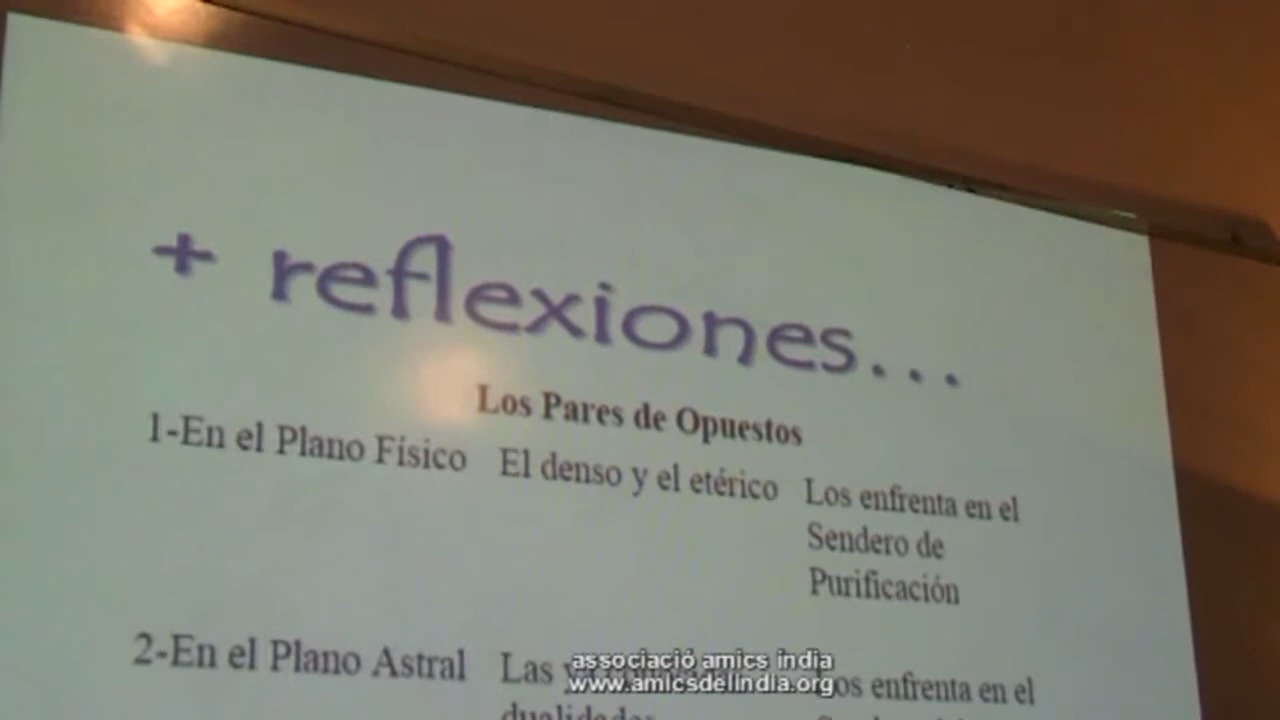 + reflexiones...
Los Pares de Opuestos
1-En el Plano Físico El denso y el etérico Los enfrenta en el
Sendero de
Purificación
2-En el Plano Astral Las Los enfrenta en el
associació amics india
www.amicsdelindia.org